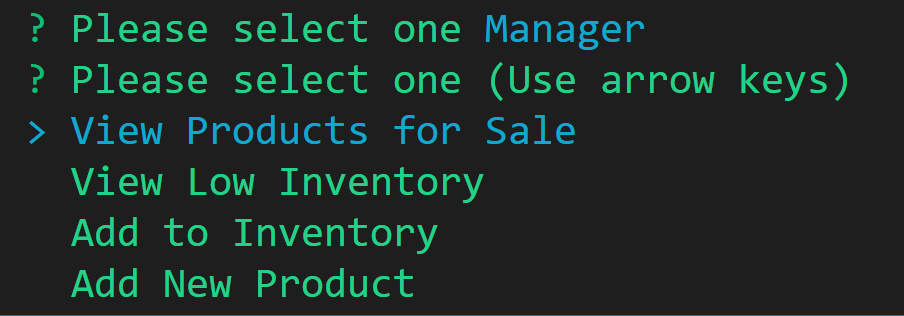 ? Please select one Manager
? Please select one (Use arrow keys)
> View Products for Sale
View Low Inventory
Add to Inventory
Add New Product